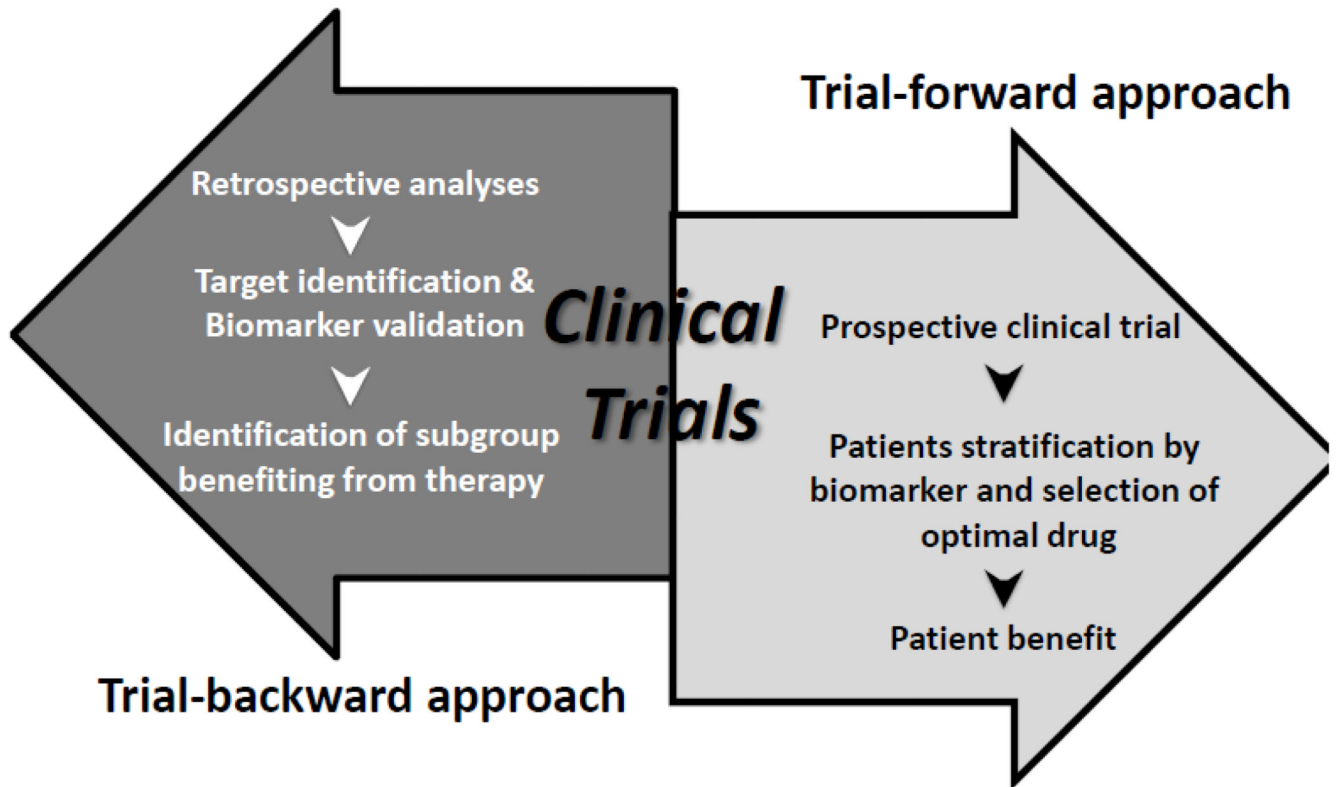 Trial-forward approach
Retrospective analyses
Target identification &
Biomarker validation
Identification of subgroup
benefiting from therapy
Clinical
Trials
Prospective clinical trial
Patients stratification by
biomarker and selection of
optimal drug
Patient benefit
Trial-backward approach